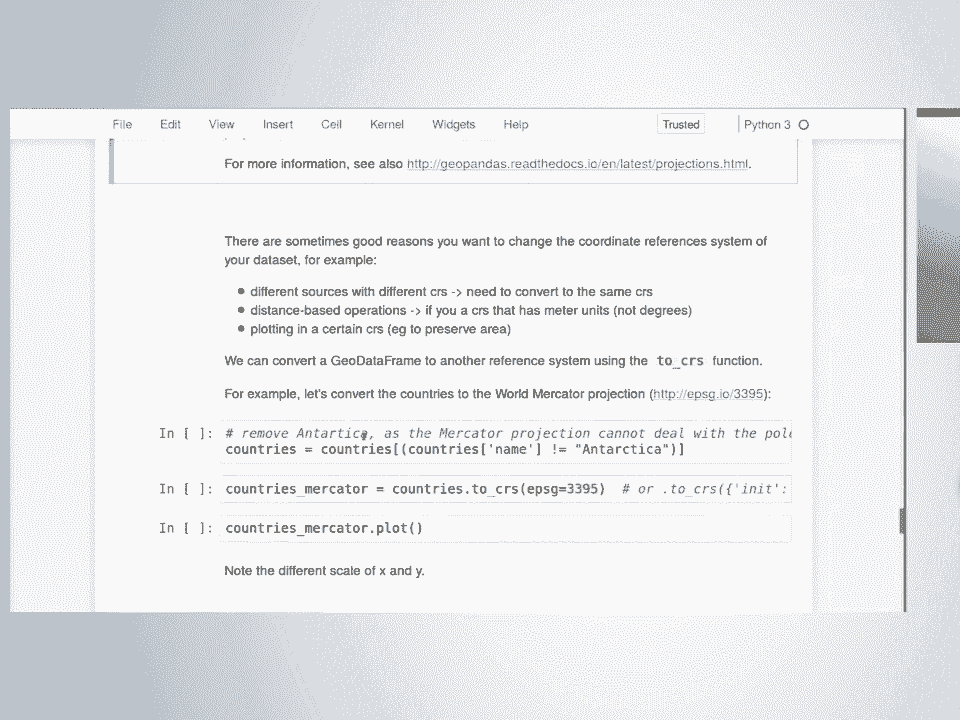 File Edit View Insert Cell Kernel Widgets Help Trusted Python 3
For more information, see also http://geopandas.readthedocs.io/en/latest/projections.html.
There are sometimes good reasons you want to change the coordinate references system of
your dataset, for example:
different sources with different crs -> need to convert to the same crs
distance-based operations -> if you a crs that has meter units (not degrees)
plotting in a certain crs (eg to preserve area)
We can convert a GeoDataFrame to another reference system using the to_crs function.
For example, let's convert the countries to the World Mercator projection (http://epsg.io/3395):
In [ ]: # remove Antartica, as the Mercator projection cannot deal with the
countries = countries[(countries['name'] != "Antarctica")]
In [ ]: countries_mercator = countries.to_crs(epsg=3395) # or .to_crs({'init':
In [ ]: countries_mercator.plot()
Note the different scale of x and y.